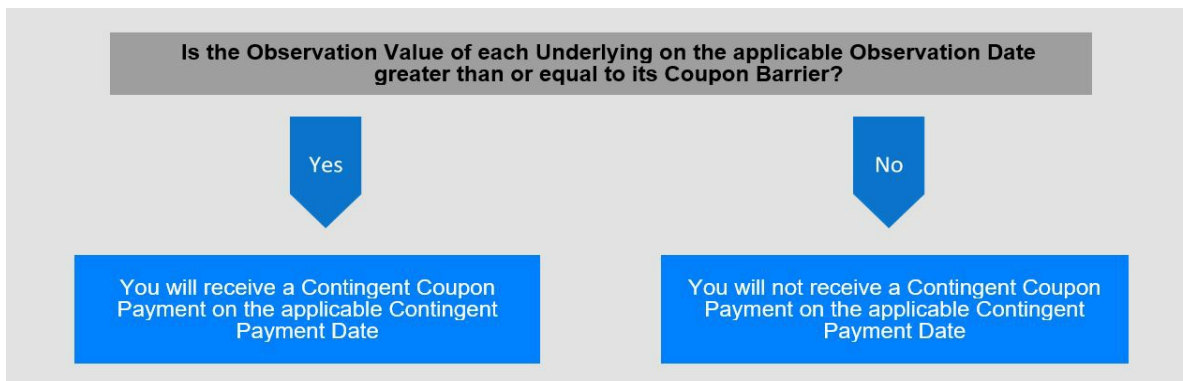 Is the Observation Value of each Underlying on the applicable Observation Date
greater than or equal to its Coupon Barrier?
Yes
No
You will receive a Contingent Coupon
Payment on the applicable Contingent
Payment Date
You will not receive a Contingent Coupon
Payment on the applicable Contingent
Payment Date